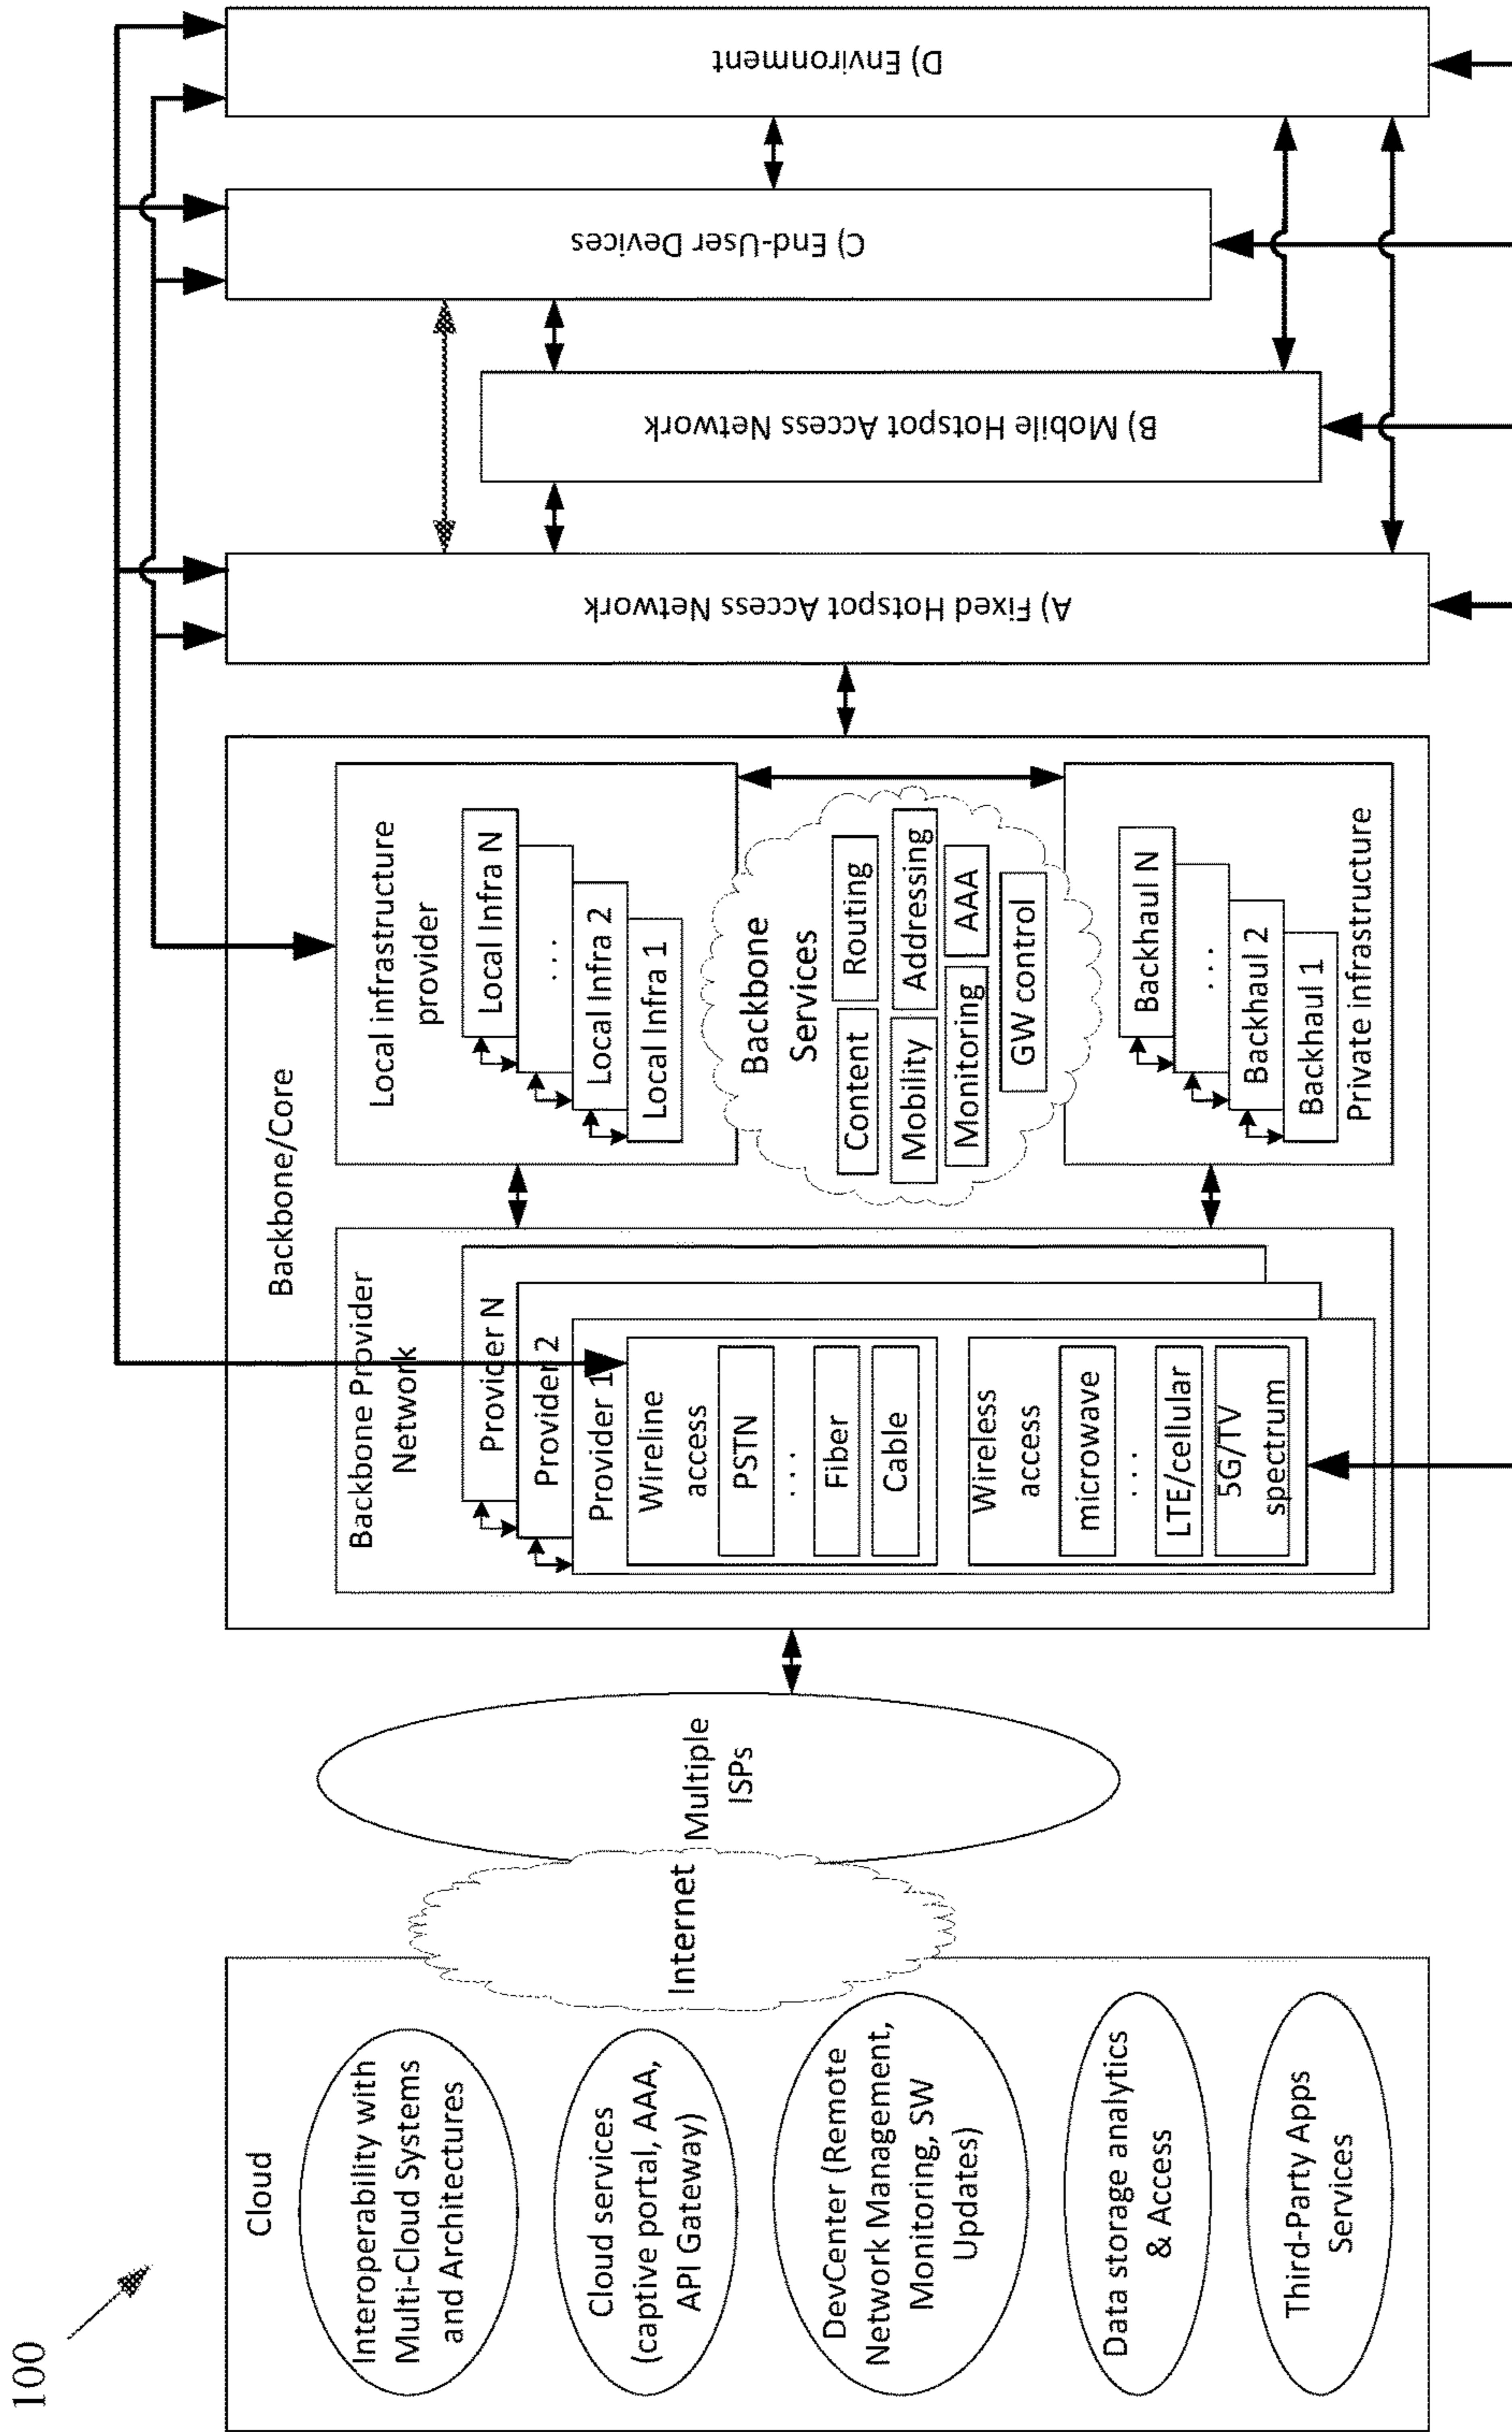 100
Cloud
Interoperability with
Multi-Cloud Systems
and Architectures
Cloud services
(captive portal, AAA,
API Gateway)
DevCenter (Remote
Network Management,
Monitoring, SW
Updates)
Data storage analytics
& Access
Third-Party Apps
Services
Internet
Multiple
ISPs
Backbone/Core
Backbone Provider
Network
Provider N
Provider 2
Provider 1
Wireline
access
PSTN
...
Fiber
Cable
Wireless
access
microwave
...
LTE/cellular
5G/TV
spectrum
Local infrastructure
provider
Local Infra N
...
Local Infra 2
Local Infra 1
Backbone
Services
Content
Routing
Mobility
Addressing
Monitoring
AAA
GW control
Backhaul N
...
Backhaul 2
Backhaul 1
Private infrastructure
A) Fixed Hotspot Access Network
B) Mobile Hotspot Access Network
C) End-User Devices
D) Environment